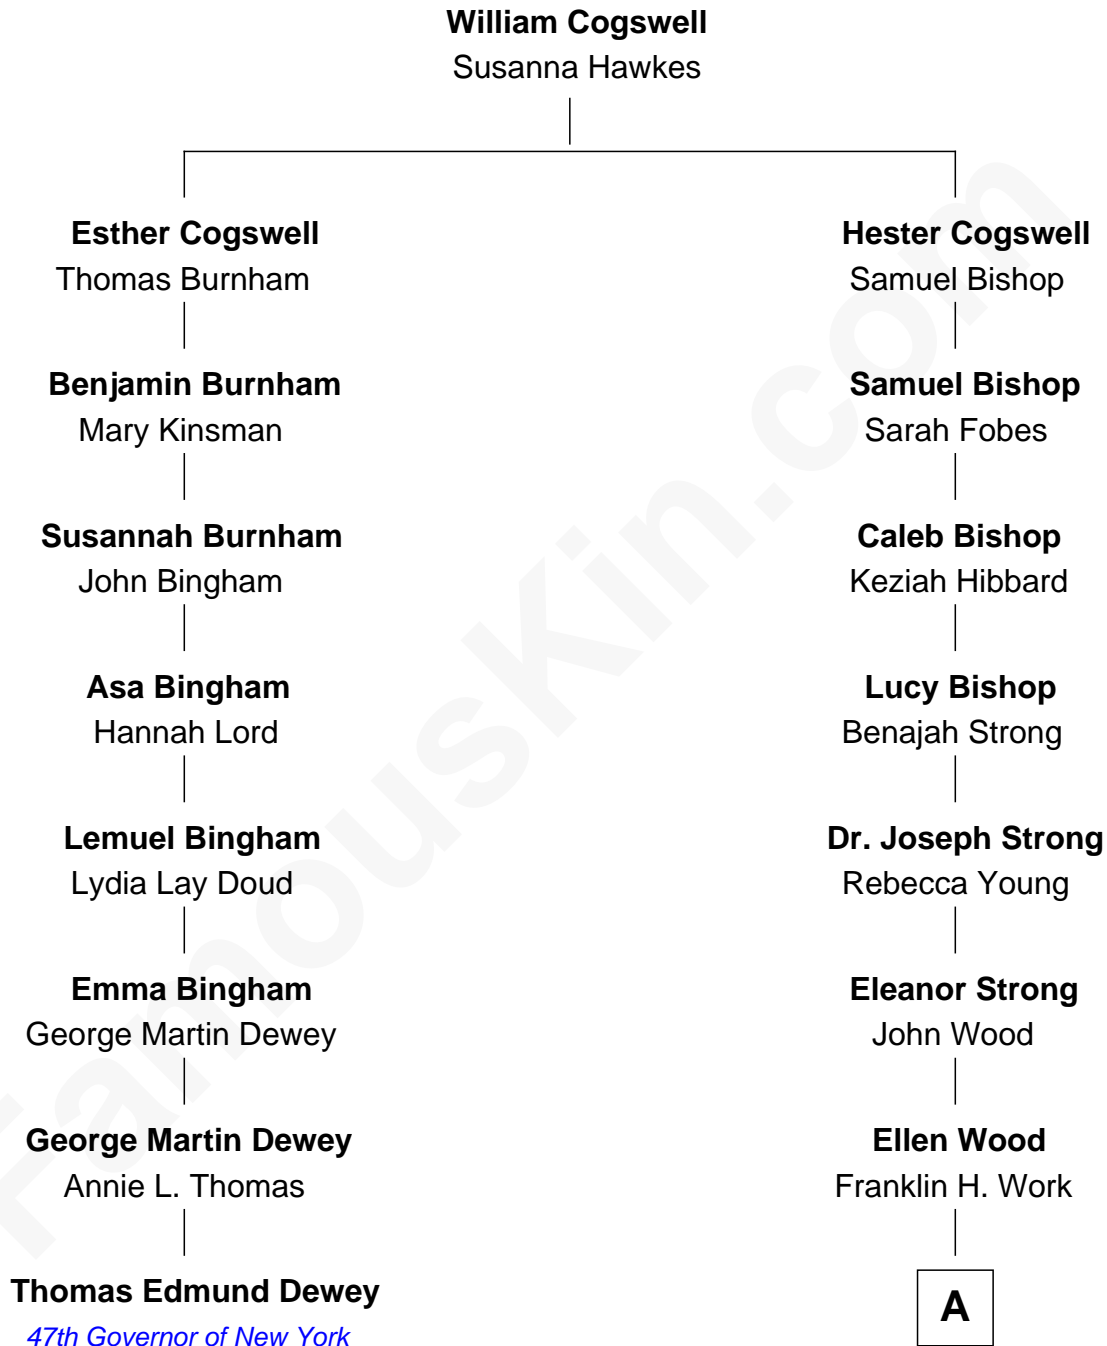 William Cogswell
Susanna Hawkes
Esther Cogswell
Thomas Burnham
Hester Cogswell
Samuel Bishop
Benjamin Burnham
Mary Kinsman
Samuel Bishop
Sarah Fobes
Susannah Burnham
John Bingham
Caleb Bishop
Keziah Hibbard
Asa Bingham
Hannah Lord
Lucy Bishop
Benajah Strong
Lemuel Bingham
Lydia Lay Doud
Dr. Joseph Strong
Rebecca Young
Emma Bingham
George Martin Dewey
Eleanor Strong
John Wood
George Martin Dewey
Annie L. Thomas
Ellen Wood
Franklin H. Work
Thomas Edmund Dewey
47th Governor of New York
A
FamousKin.com